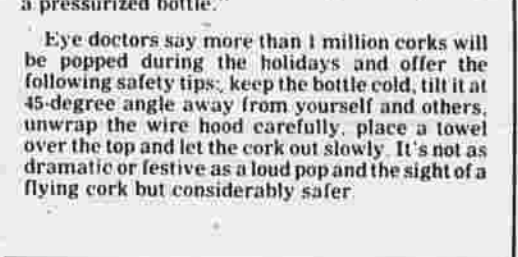 a pressurized bottle."
Eye doctors say more than 1 million corks will
be popped during the holidays and offer the
following safety tips: keep the bottle cold, tilt it at
45-degree angle away from yourself and others,
unwrap the wire hood carefully, place a towel
over the top and let the cork out slowly. It's not as
dramatic or festive as a loud pop and the sight of a
flying cork but considerably safer.